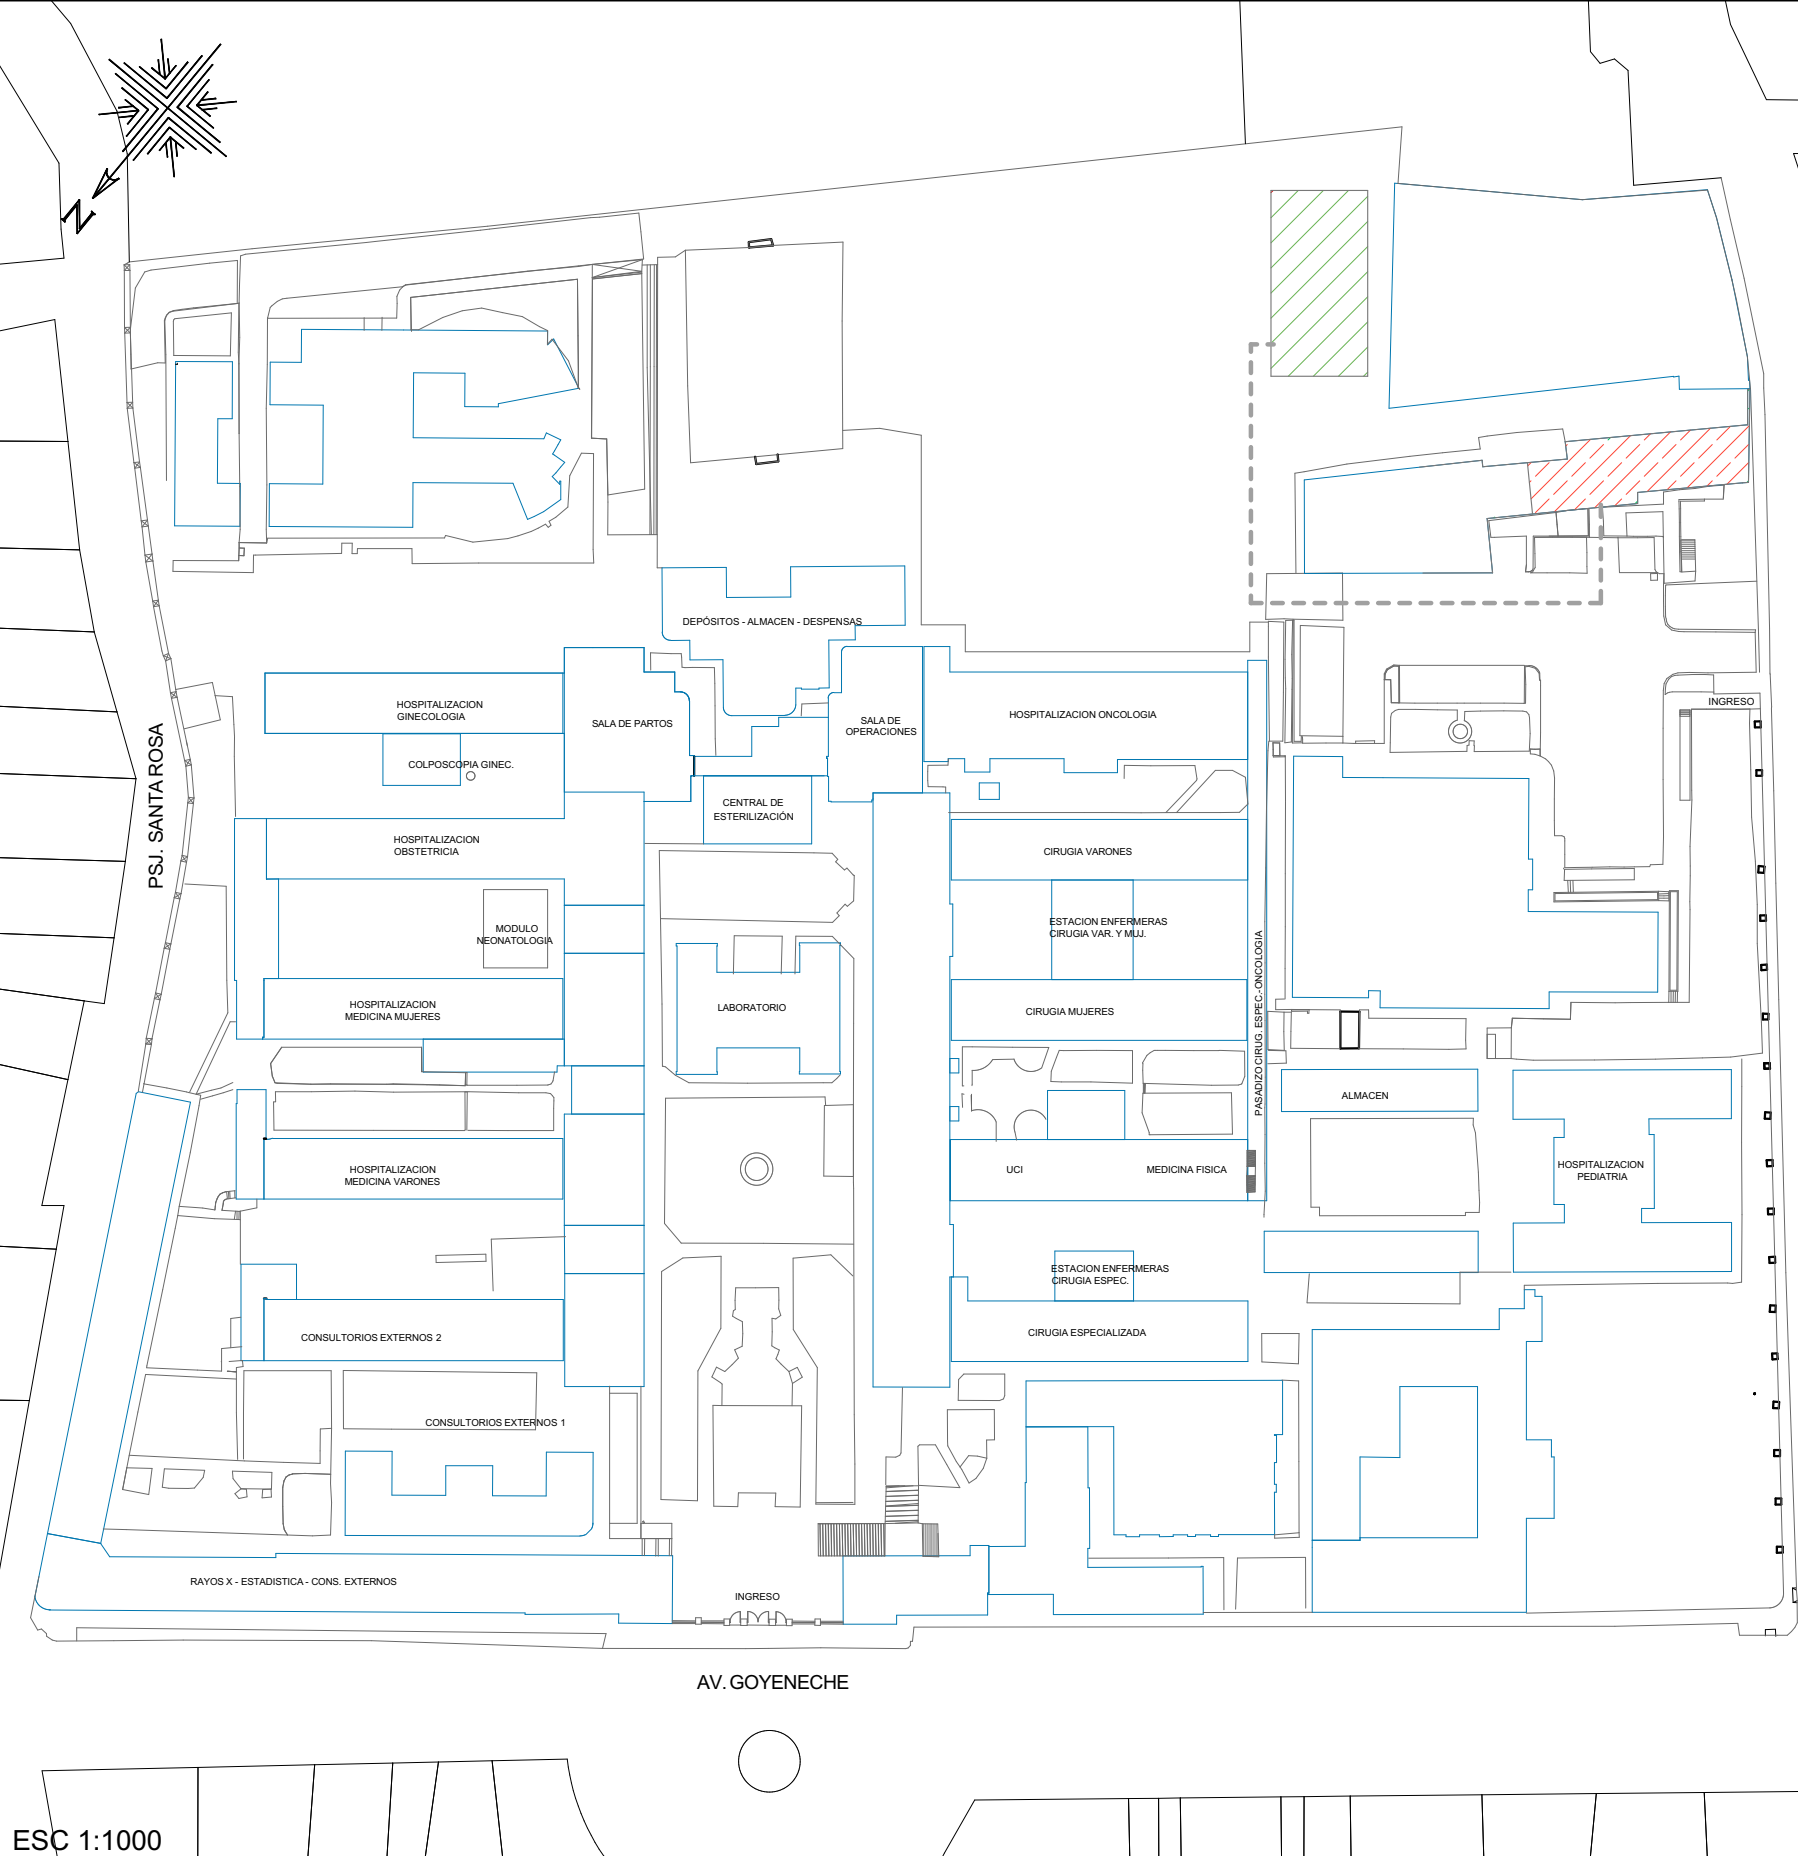 N
DEPÓSITOS - ALMACEN - DESPENSAS
HOSPITALIZACION
GINECOLOGIA
SALA DE PARTOS
SALA DE
OPERACIONES
HOSPITALIZACION ONCOLOGIA
INGRESO
COLPOSCOPIA GINEC.
PSJ. SANTA ROSA
CENTRAL DE
ESTERILIZACIÓN
HOSPITALIZACION
OBSTETRICIA
CIRUGIA VARONES
MODULO
NEONATOLOGIA
ESTACION ENFERMERAS
CIRUGIA VAR. Y MUJ.
PASADIZO CIRUG. ESPEC.-ONCOLOGIA
HOSPITALIZACION
MEDICINA MUJERES
LABORATORIO
CIRUGIA MUJERES
ALMACEN
HOSPITALIZACION
MEDICINA VARONES
UCI
MEDICINA FISICA
HOSPITALIZACION
PEDIATRIA
ESTACION ENFERMERAS
CIRUGIA ESPEC.
CONSULTORIOS EXTERNOS 2
CIRUGIA ESPECIALIZADA
CONSULTORIOS EXTERNOS 1
RAYOS X - ESTADISTICA - CONS. EXTERNOS
INGRESO
AV. GOYENECHE
ESC 1:1000